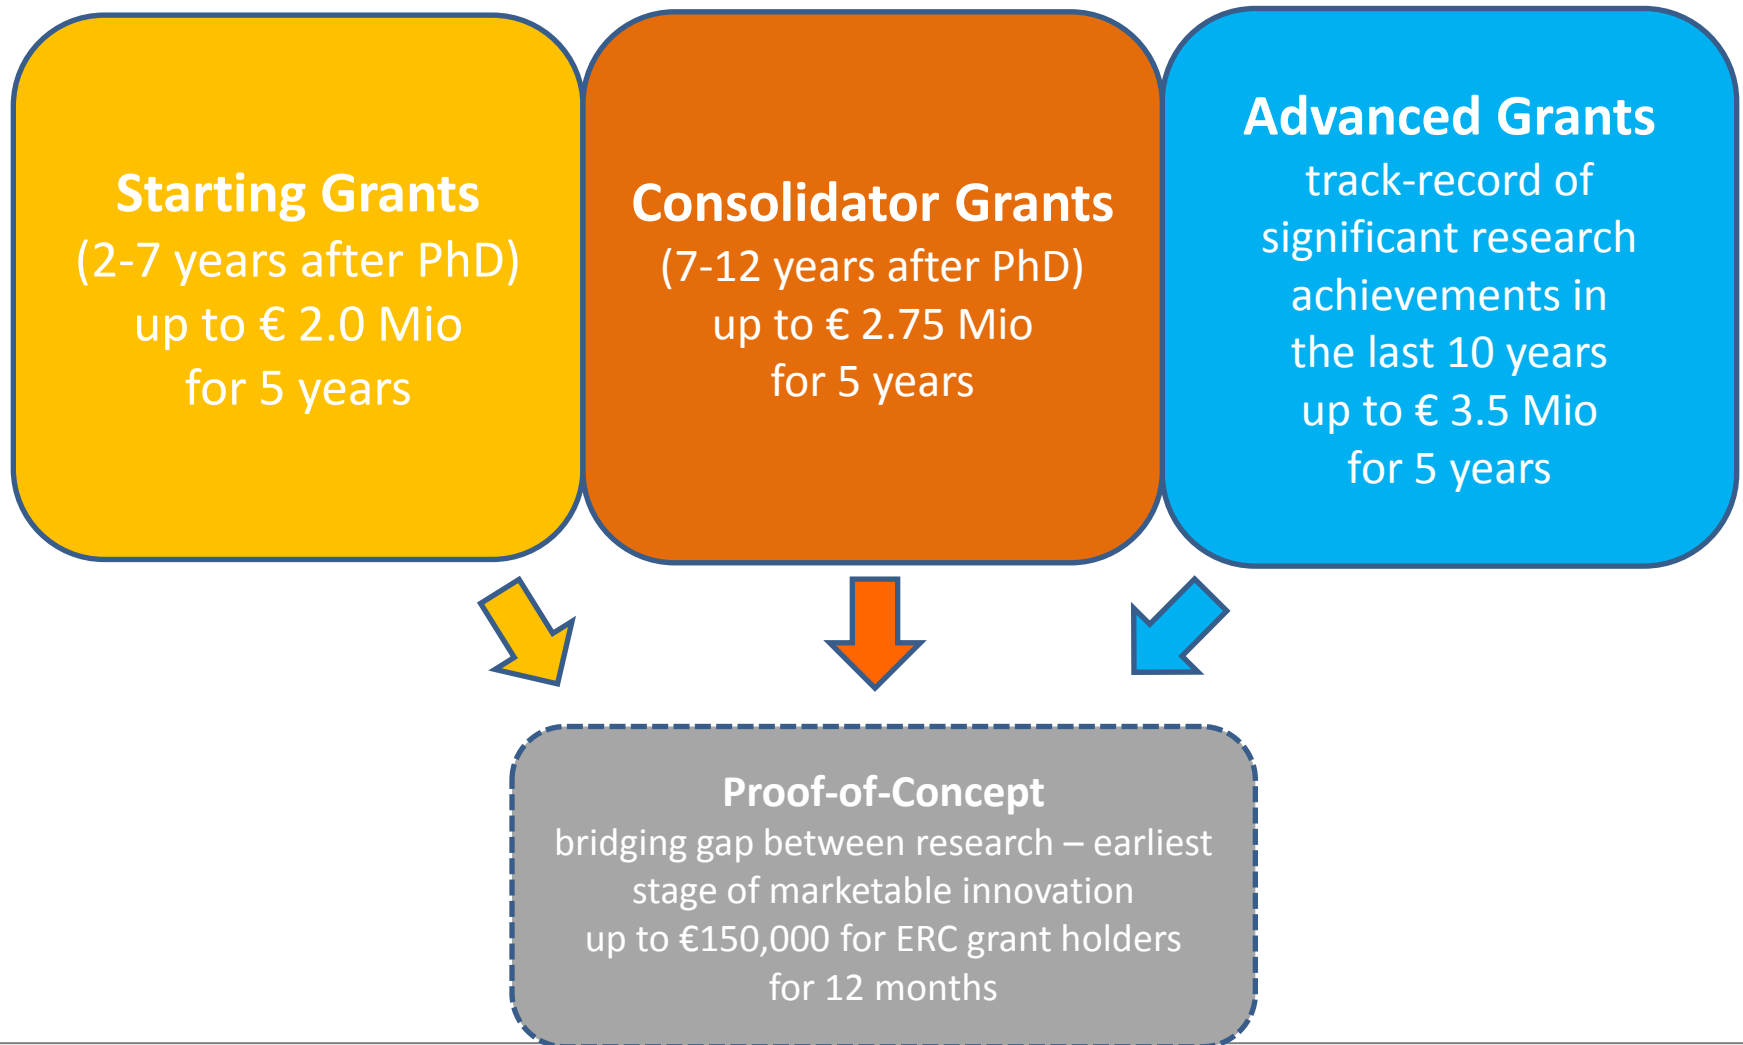 Starting Grants
(2-7 years after PhD)
up to € 2.0 Mio
for 5 years
Consolidator Grants
(7-12 years after PhD)
up to € 2.75 Mio
for 5 years
Advanced Grants
track-record of
significant research
achievements in
the last 10 years
up to € 3.5 Mio
for 5 years
Proof-of-Concept
bridging gap between research – earliest
stage of marketable innovation
up to €150,000 for ERC grant holders
for 12 months